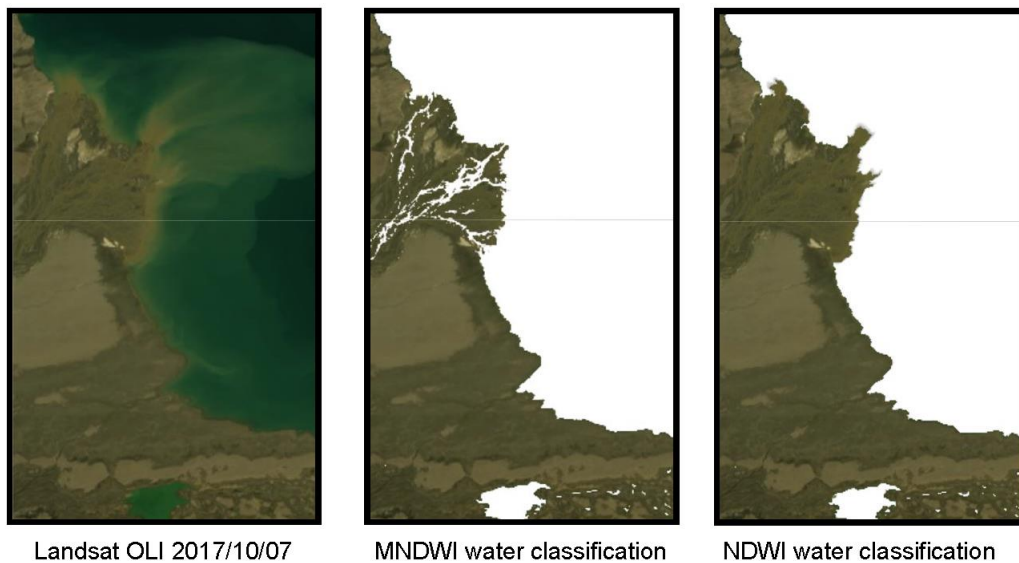 Landsat OLI 2017/10/07
MNDWI water classification
NDWI water classification